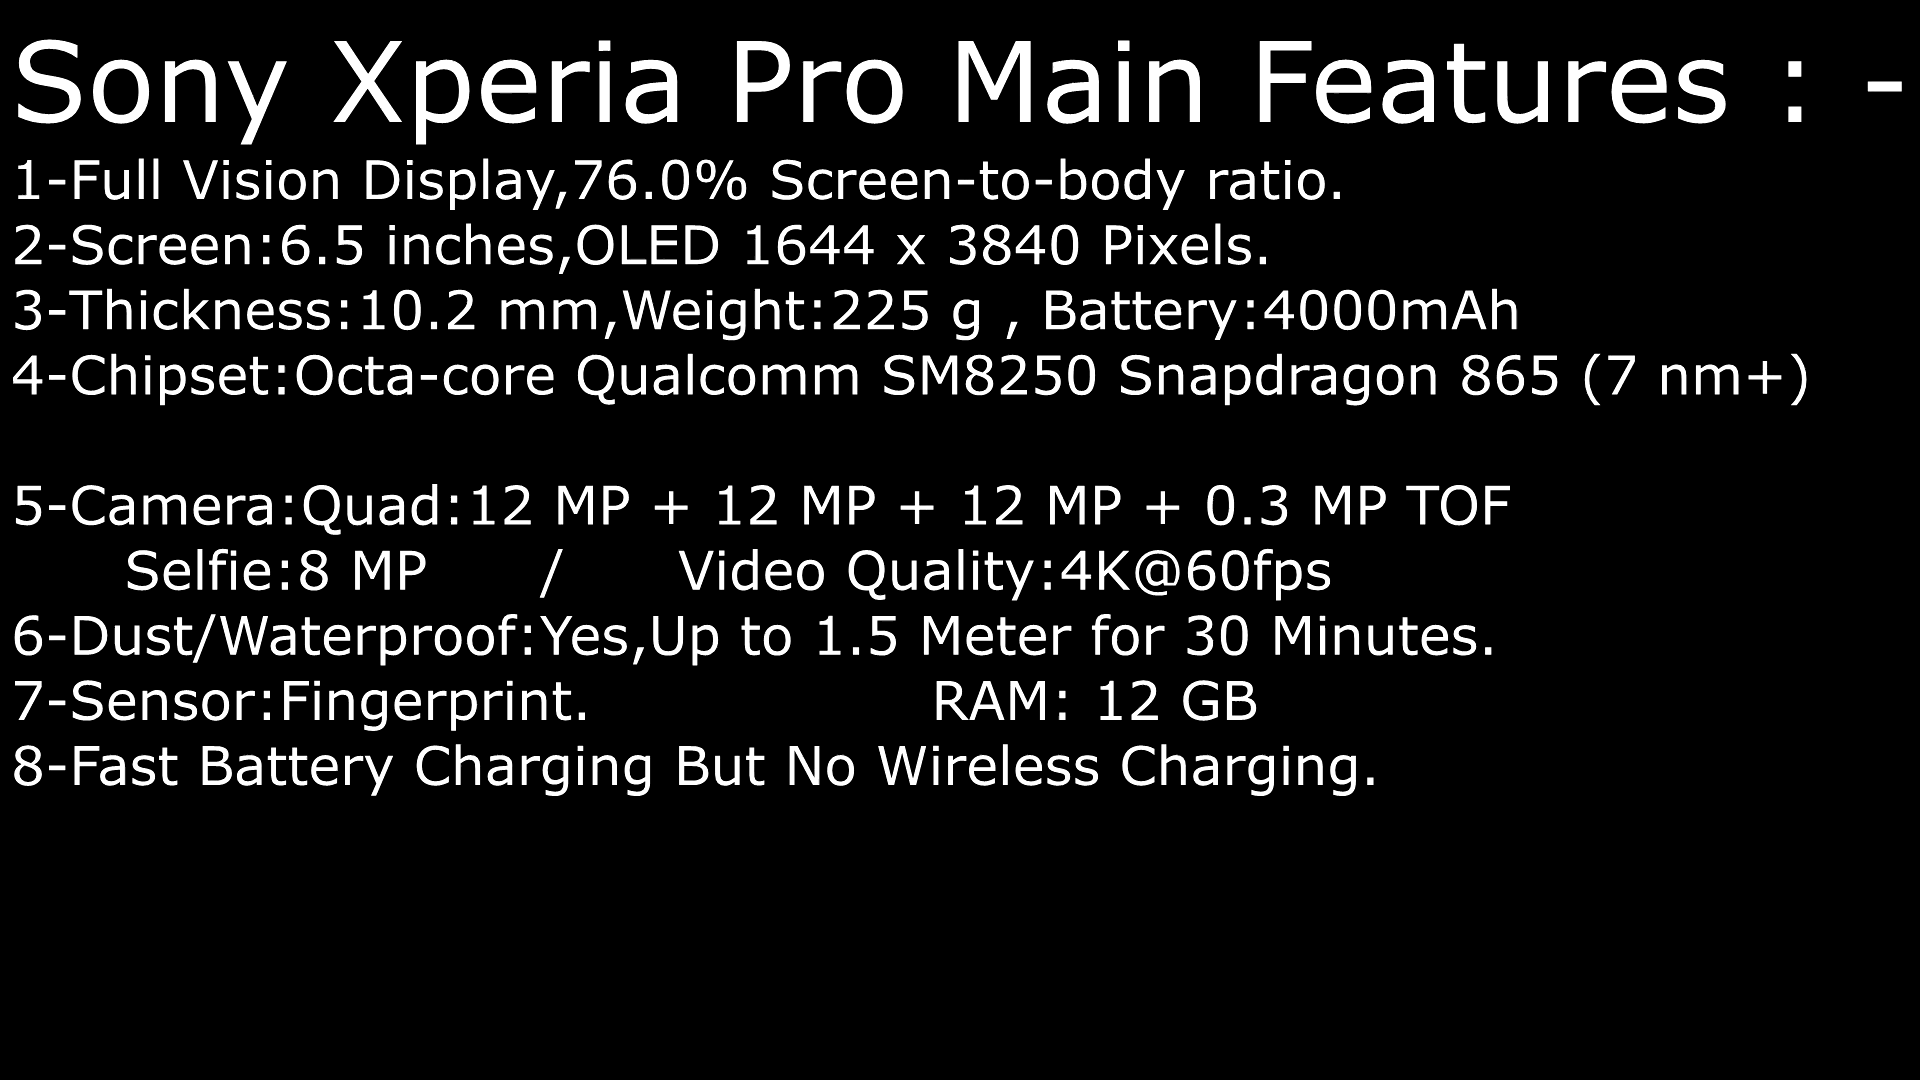 Sony Xperia Pro Main Features : -
1-Full Vision Display,76.0% Screen-to-body ratio.
2-Screen:6.5 inches,OLED 1644 x 3840 Pixels.
3-Thickness:10.2 mm,Weight:225 g , Battery:4000mAh
4-Chipset:Octa-core Qualcomm SM8250 Snapdragon 865 (7 nm+)
5-Camera:Quad:12 MP + 12 MP + 12 MP + 0.3 MP TOF
Selfie:8 MP / Video Quality:4K@60fps
6-Dust/Waterproof:Yes,Up to 1.5 Meter for 30 Minutes.
7-Sensor:Fingerprint. RAM: 12 GB
8-Fast Battery Charging But No Wireless Charging.